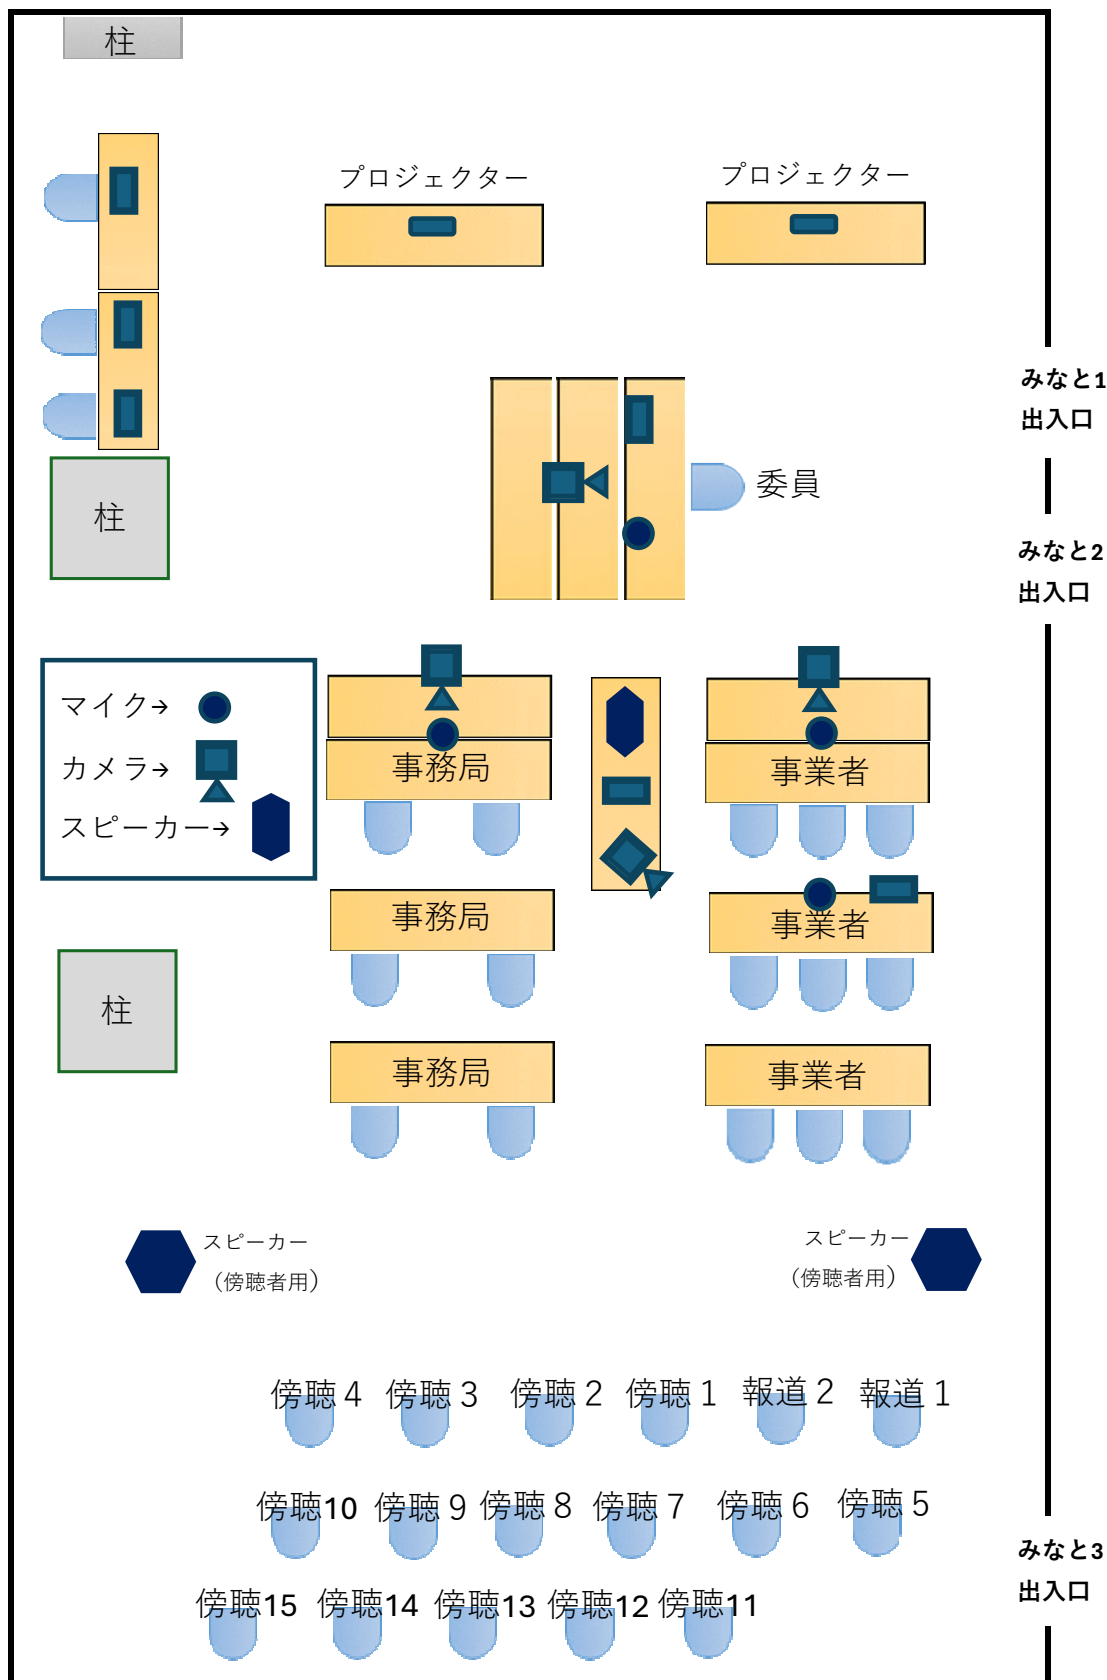 柱
プロジェクター
プロジェクター
みなと1
出入口
委員
柱
みなと2
出入口
マイク→
カメラ→
スピーカー→
事務局
事業者
事務局
事業者
柱
事務局
事業者
スピーカー
（傍聴者用）
スピーカー
（傍聴者用）
傍聴４ 傍聴３ 傍聴２ 傍聴１ 報道２ 報道１
傍聴10 傍聴９ 傍聴８ 傍聴７ 傍聴６ 傍聴５
みなと3
出入口
傍聴15 傍聴14 傍聴13 傍聴12 傍聴11